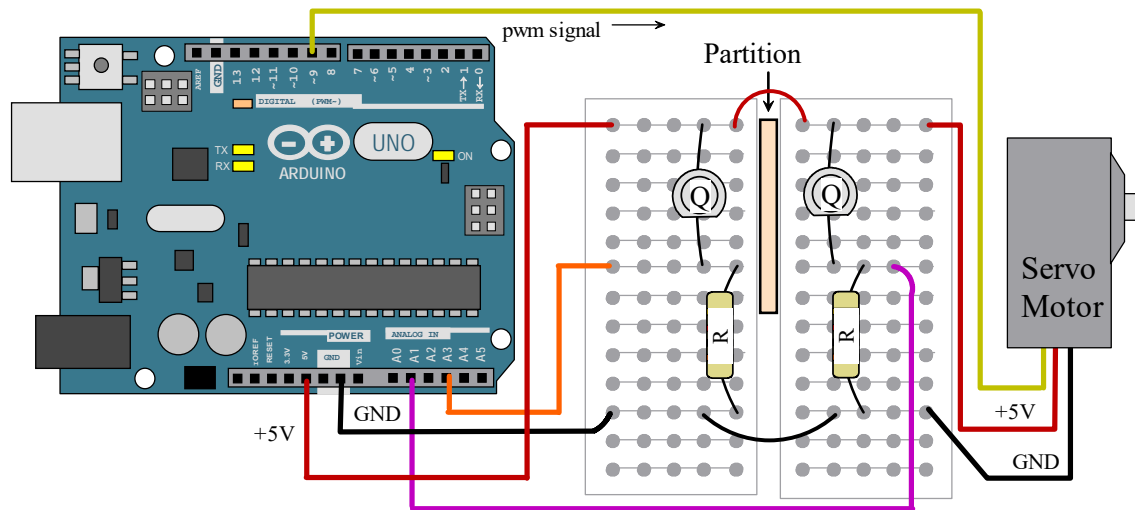 pwm signal
Partition
AREF
GND
13
12
~11
~10
~9
8
7
~6
~5
4
~3
2
TX→1
RX←0
DIGITAL (PWM~)
TX
RX
ARDUINO
UNO
ON
Q
Q
Servo
Motor
R
R
POWER
ANALOG IN
IOREF
RESET
3.3V
5V
GND
Vin
A0
A1
A2
A3
A4
A5
+5V
GND
+5V
GND